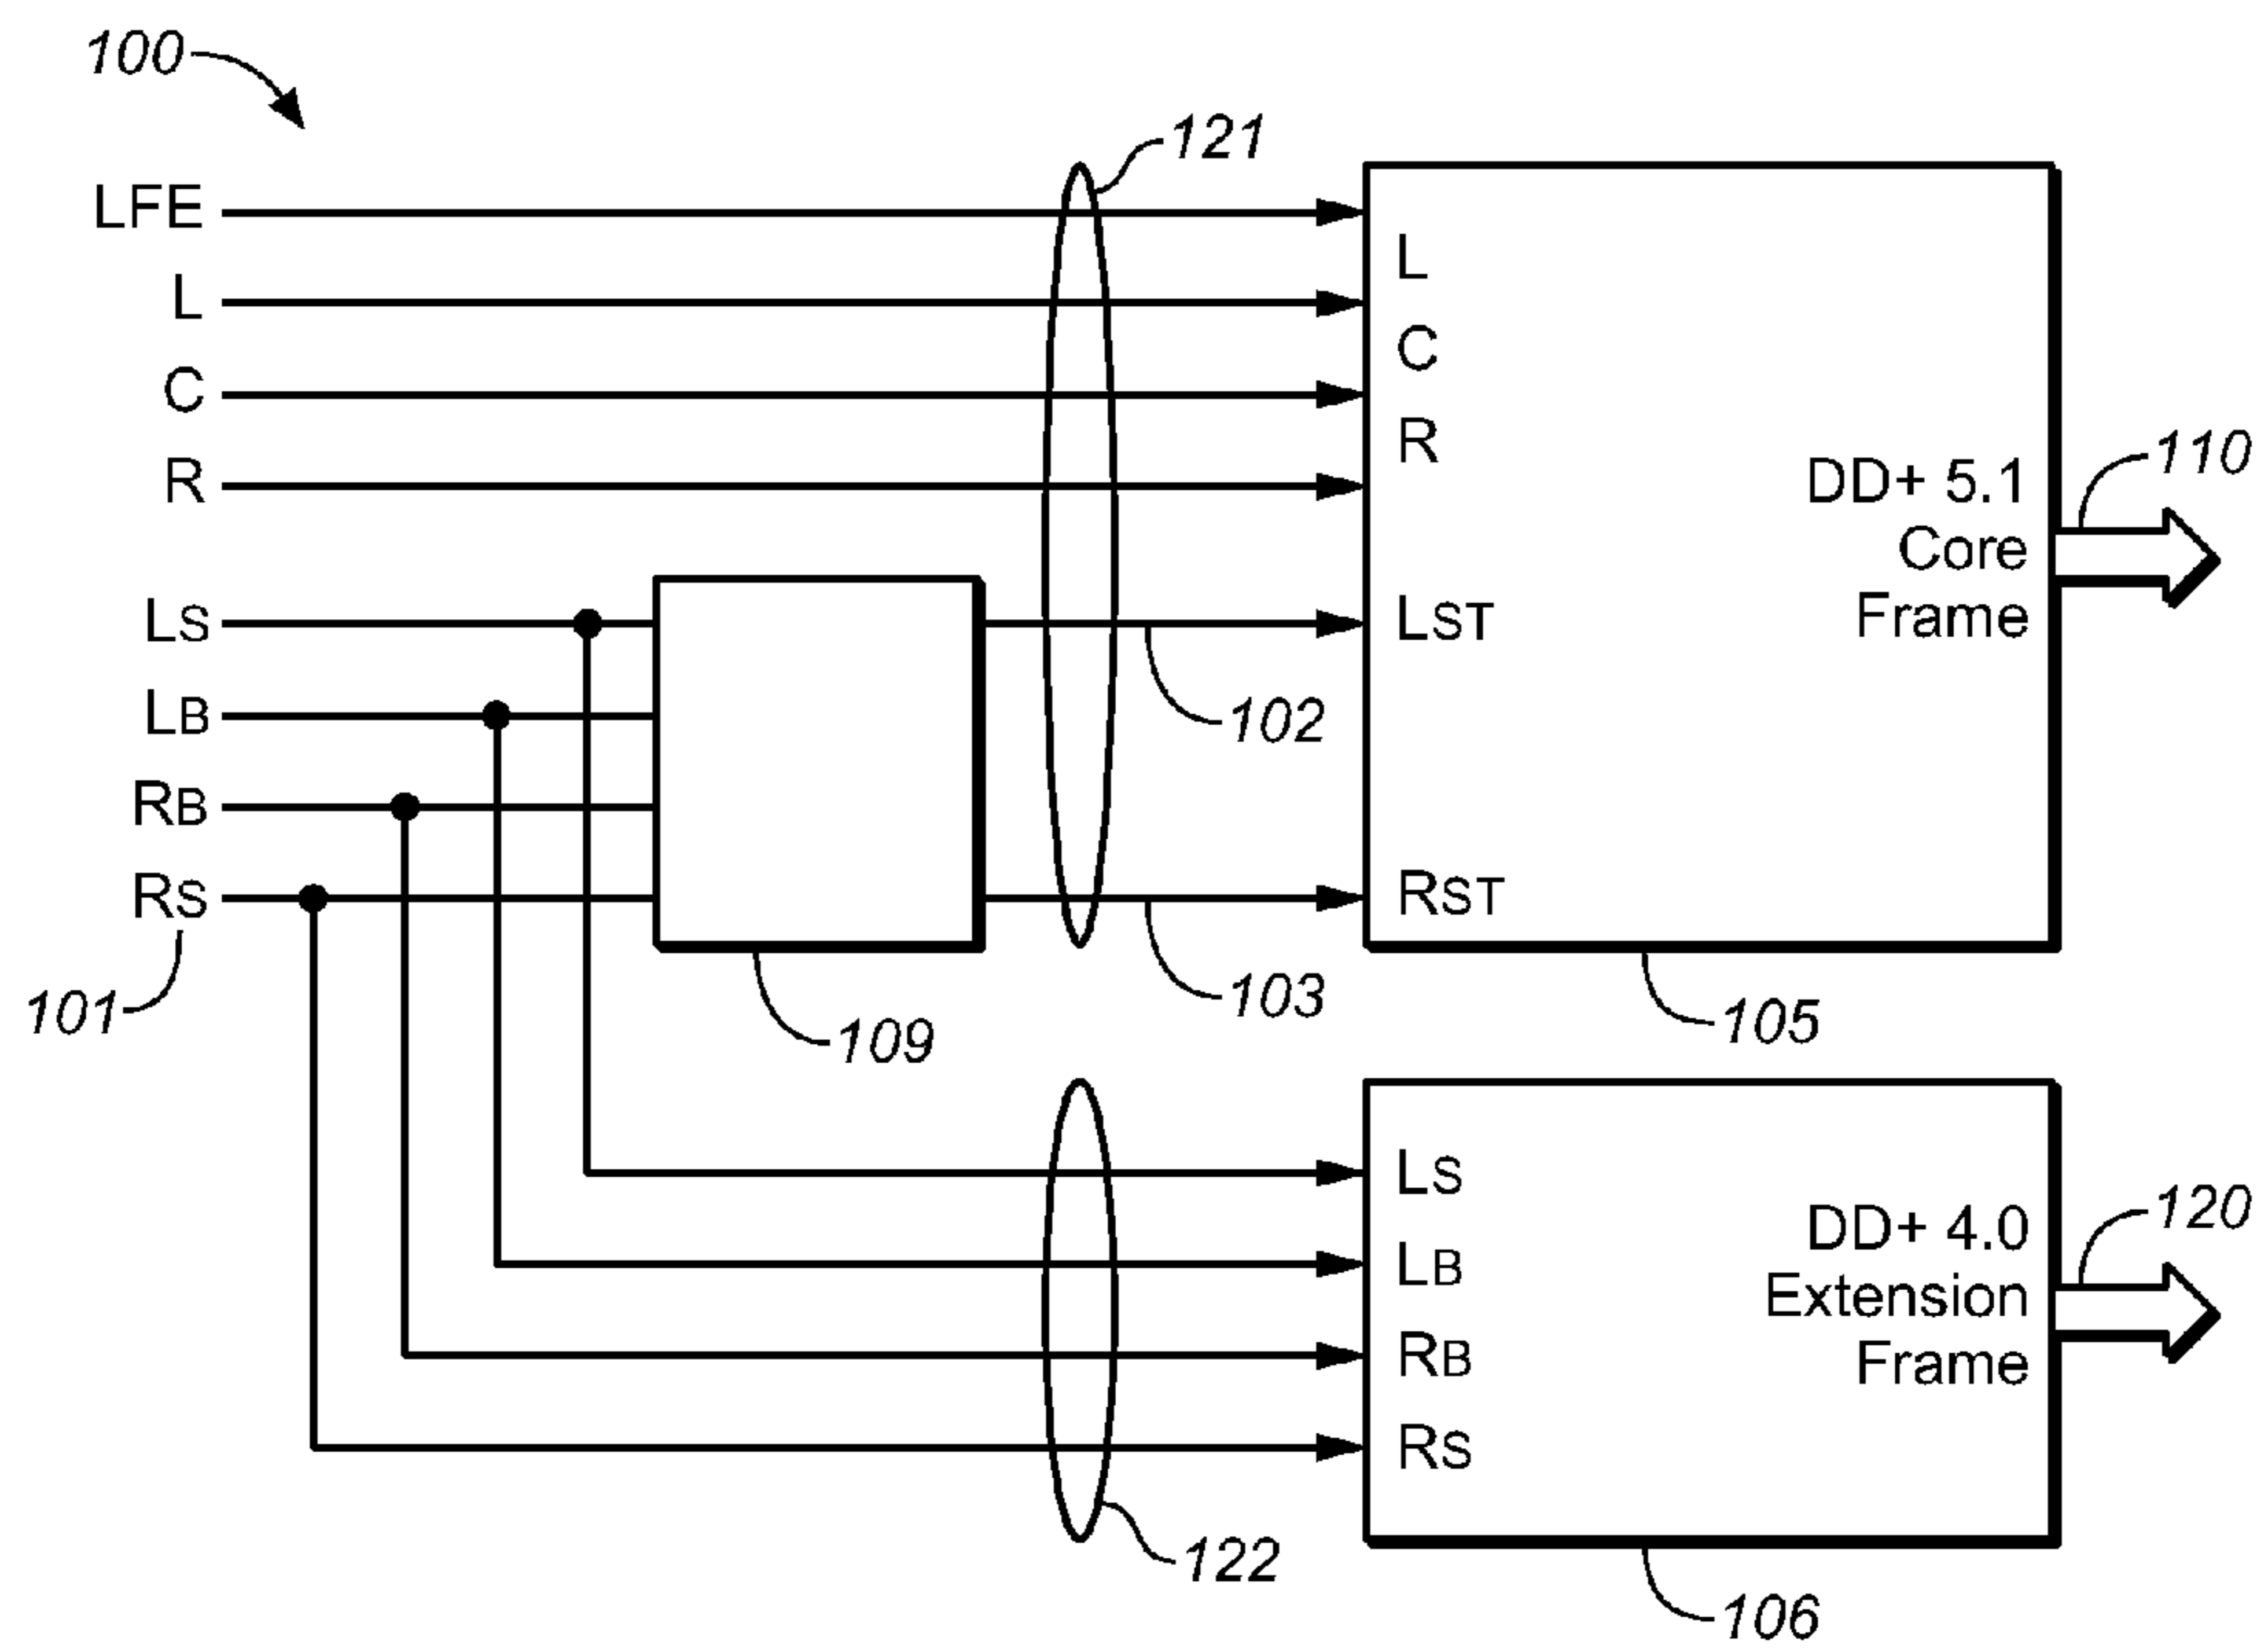 100
121
LFE
L
C
R
L
C
R
DD+ 5.1
Core
Frame
110
LS
LB
RB
RS
LST
RST
102
103
101
109
105
LS
LB
RB
RS
DD+ 4.0
Extension
Frame
120
122
106